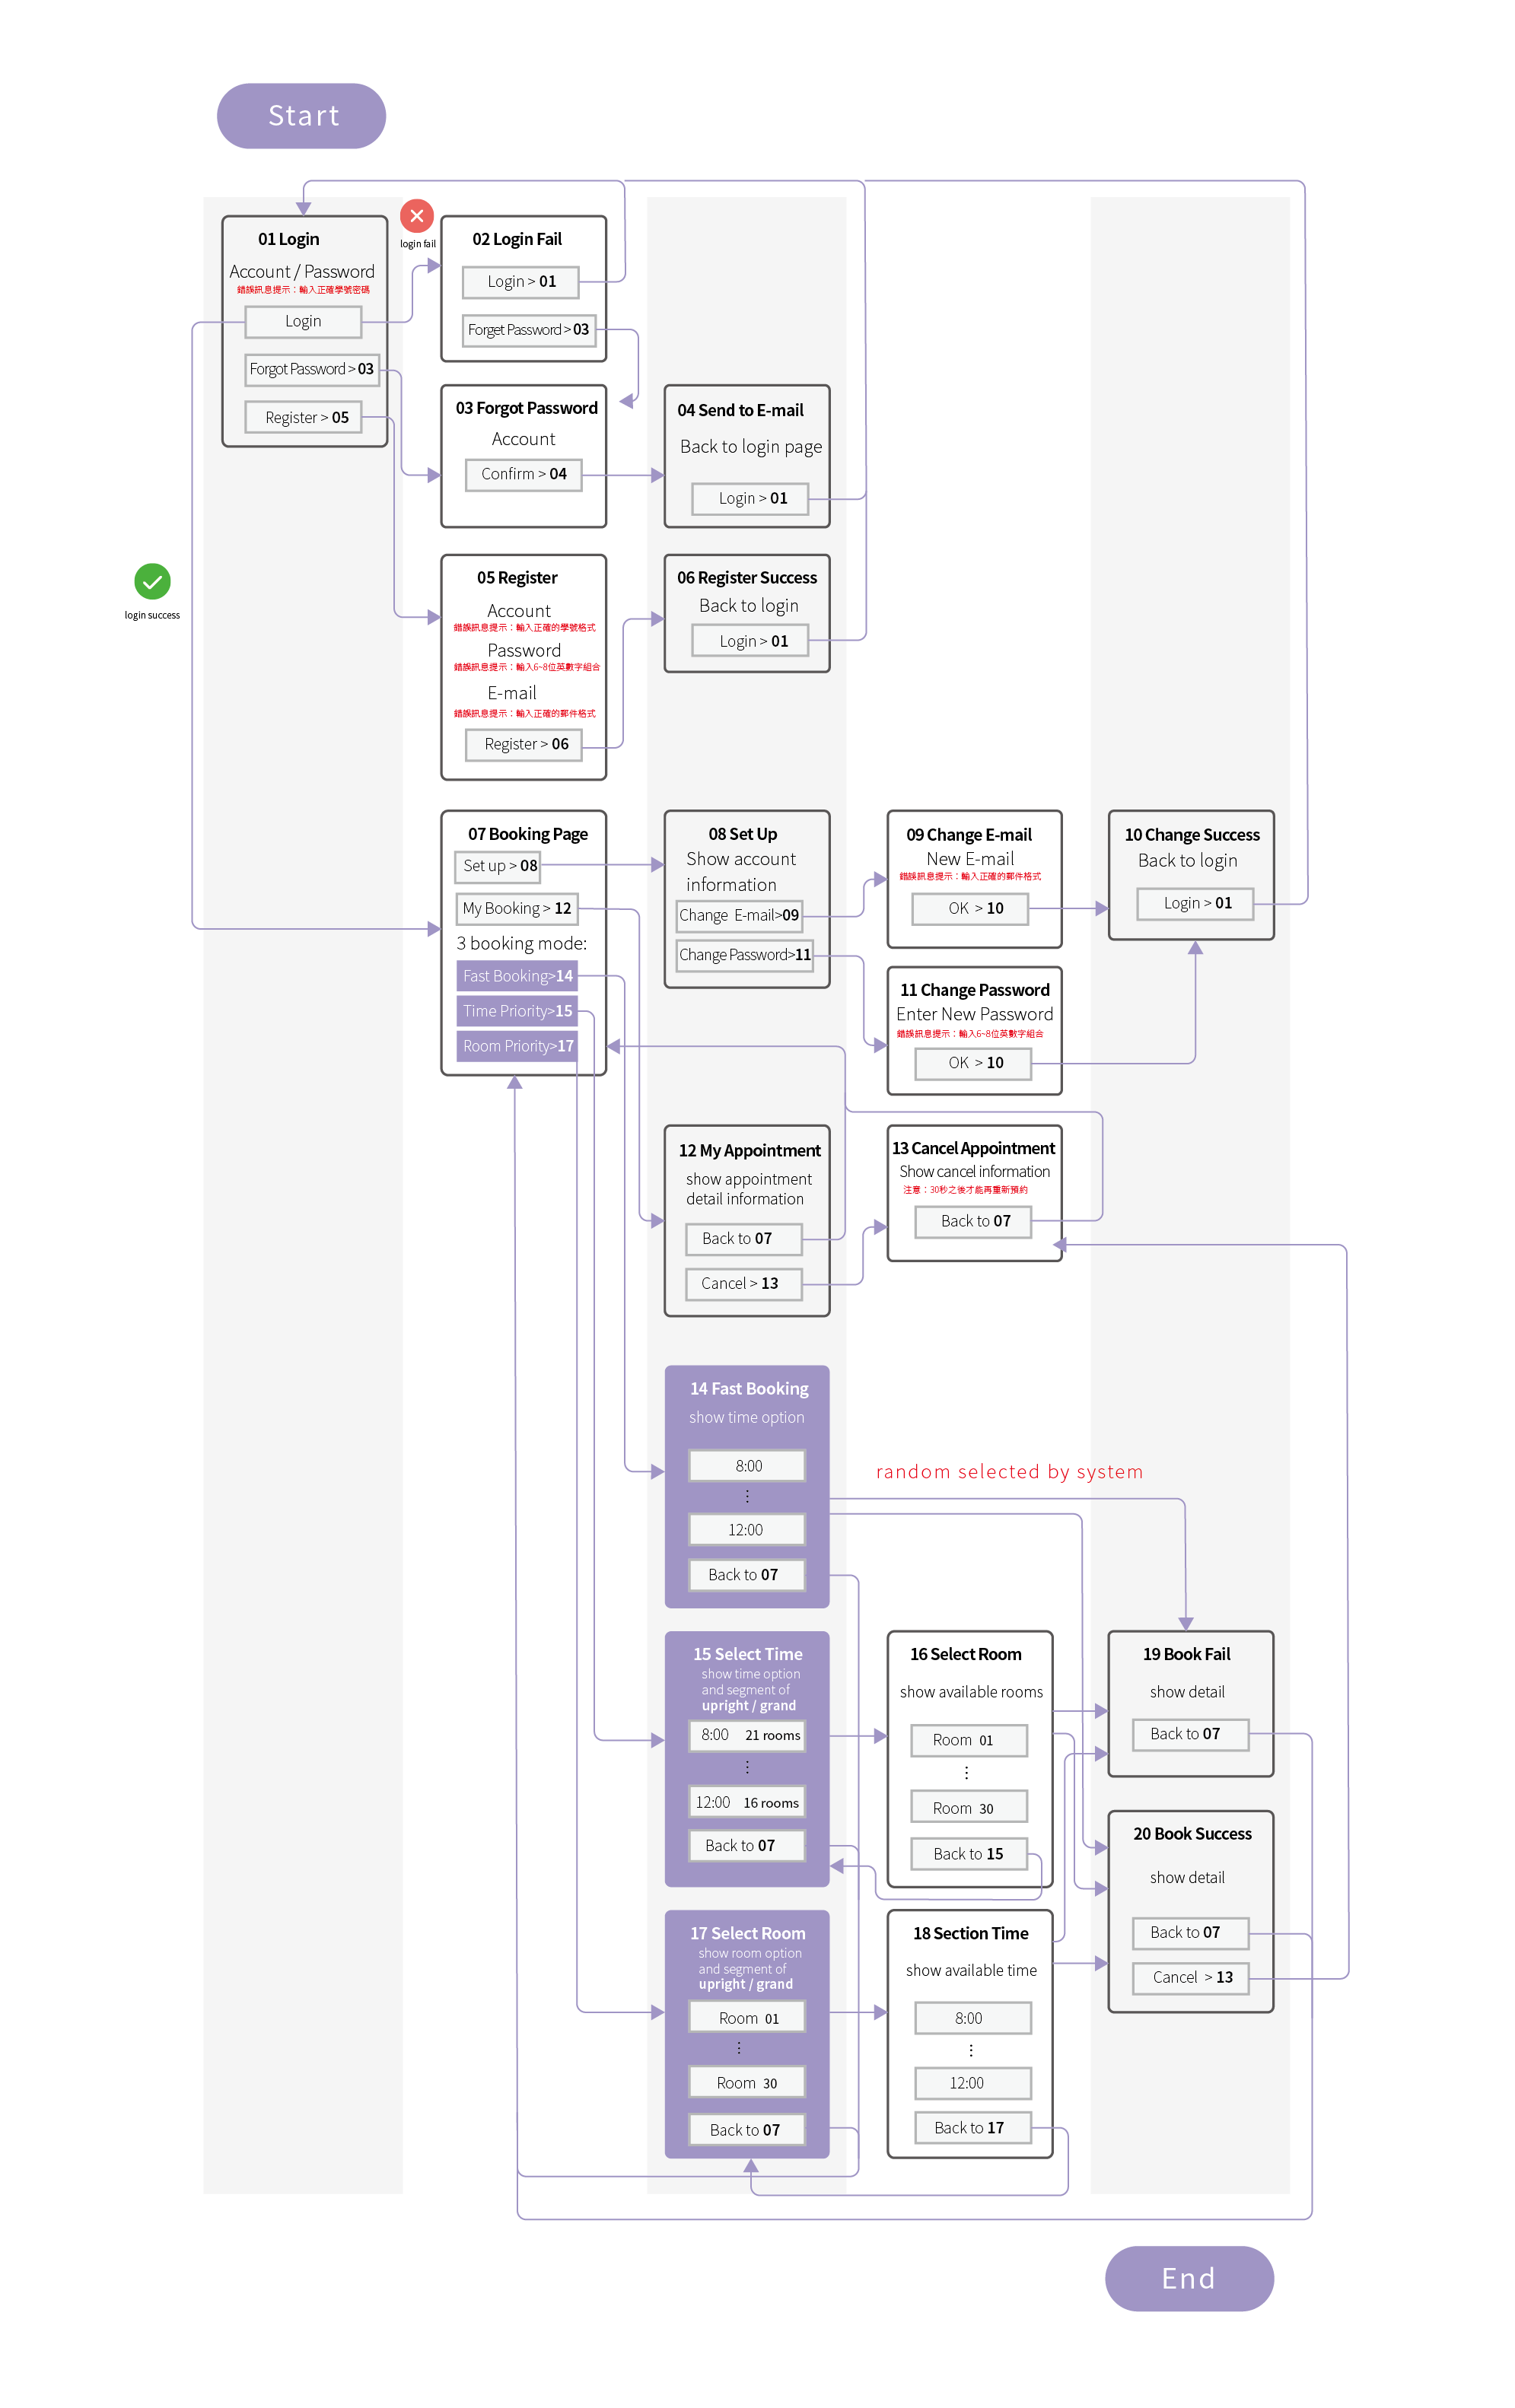 Start
01 Login
Account / Password
錯誤訊息提示：輸入正確學號密碼
Login
Forgot Password > 03
Register > 05
login fail
02 Login Fail
Login > 01
Forget Password > 03
03 Forgot Password
Account
Confirm > 04
04 Send to E-mail
Back to login page
Login > 01
login success
05 Register
Account
錯誤訊息提示：輸入正確的學號格式
Password
錯誤訊息提示：輸入6~8位英數字組合
E-mail
錯誤訊息提示：輸入正確的郵件格式
Register > 06
06 Register Success
Back to login
Login > 01
07 Booking Page
Set up > 08
My Booking > 12
3 booking mode:
Fast Booking>14
Time Priority>15
Room Priority>17
08 Set Up
Show account
information
Change E-mail>09
Change Password>11
09 Change E-mail
New E-mail
錯誤訊息提示：輸入正確的郵件格式
OK > 10
10 Change Success
Back to login
Login > 01
11 Change Password
Enter New Password
錯誤訊息提示：輸入6~8位英數字組合
OK > 10
12 My Appointment
show appointment
detail information
Back to 07
Cancel > 13
13 Cancel Appointment
Show cancel information
注意：30秒之後才能再重新預約
Back to 07
14 Fast Booking
show time option
8:00
⋮
12:00
Back to 07
random selected by system
15 Select Time
show time option
and segment of
upright / grand
8:00 21 rooms
⋮
12:00 16 rooms
Back to 07
16 Select Room
show available rooms
Room 01
⋮
Room 30
Back to 15
19 Book Fail
show detail
Back to 07
20 Book Success
show detail
Back to 07
Cancel > 13
17 Select Room
show room option
and segment of
upright / grand
Room 01
⋮
Room 30
Back to 07
18 Section Time
show available time
8:00
⋮
12:00
Back to 17
End